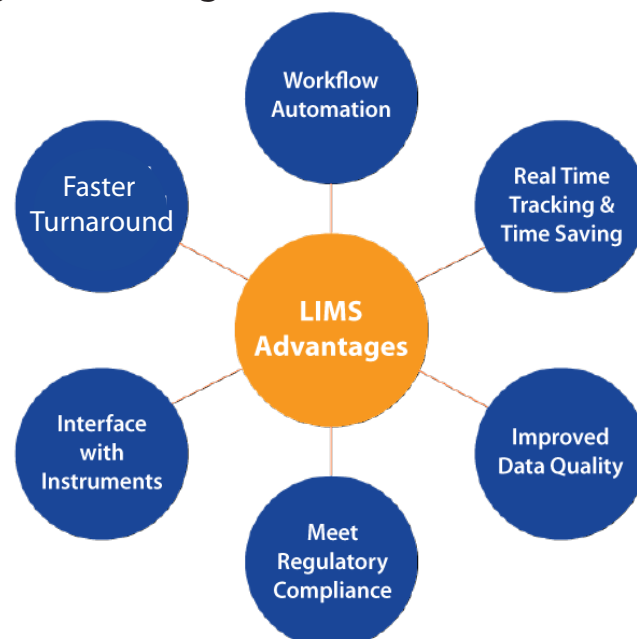 Workflow
Automation
Faster
Turnaround
Real Time
Tracking &
Time Saving
LIMS
Advantages
Interface
with
Instruments
Improved
Data Quality
Meet
Regulatory
Compliance